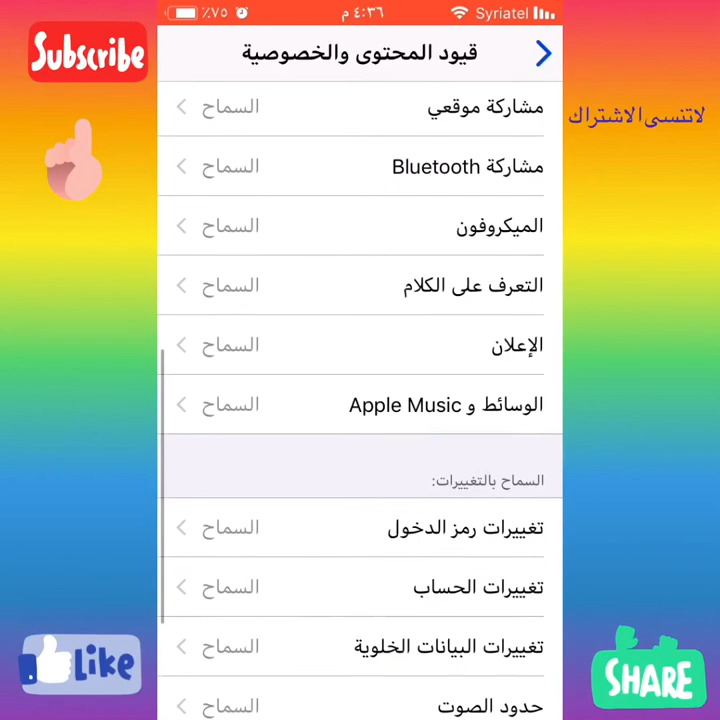 Subscribe
لاتنسى الاشتراك
٧٥٪ ٤:٣٦ م Syriatel
قيود المحتوى والخصوصية
مشاركة موقعي السماح
مشاركة Bluetooth السماح
الميكروفون السماح
التعرف على الكلام السماح
الإعلان السماح
الوسائط و Apple Music السماح
السماح بالتغييرات:
تغييرات رمز الدخول السماح
تغييرات الحساب السماح
تغييرات البيانات الخلوية السماح
حدود الصوت السماح
Like
SHARE